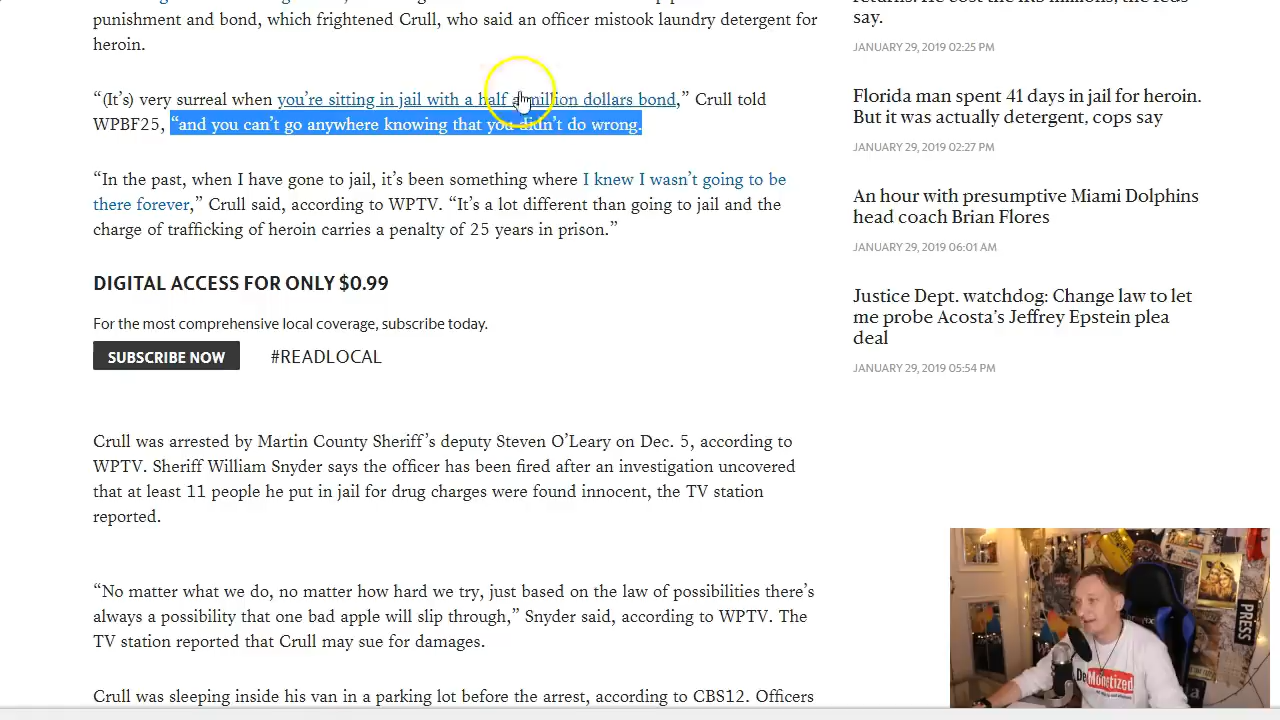 punishment and bond, which frightened Crull, who said an officer mistook laundry detergent for
heroin.
“(It’s) very surreal when you’re sitting in jail with a half a million dollars bond,” Crull told
WPBF25, “and you can’t go anywhere knowing that you didn’t do wrong.
“In the past, when I have gone to jail, it’s been something where I knew I wasn’t going to be
there forever,” Crull said, according to WPTV. “It’s a lot different than going to jail and the
charge of trafficking of heroin carries a penalty of 25 years in prison.”
DIGITAL ACCESS FOR ONLY $0.99
For the most comprehensive local coverage, subscribe today.
SUBSCRIBE NOW
#READLOCAL
Crull was arrested by Martin County Sheriff’s deputy Steven O’Leary on Dec. 5, according to
WPTV. Sheriff William Snyder says the officer has been fired after an investigation uncovered
that at least 11 people he put in jail for drug charges were found innocent, the TV station
reported.
“No matter what we do, no matter how hard we try, just based on the law of possibilities there’s
always a possibility that one bad apple will slip through,” Snyder said, according to WPTV. The
TV station reported that Crull may sue for damages.
Crull was sleeping inside his van in a parking lot before the arrest, according to CBS12. Officers
say.
JANUARY 29, 2019 02:25 PM
Florida man spent 41 days in jail for heroin.
But it was actually detergent, cops say
JANUARY 29, 2019 02:27 PM
An hour with presumptive Miami Dolphins
head coach Brian Flores
JANUARY 29, 2019 06:01 AM
Justice Dept. watchdog: Change law to let
me probe Acosta’s Jeffrey Epstein plea
deal
JANUARY 29, 2019 05:54 PM
PRESS
DeMonetized